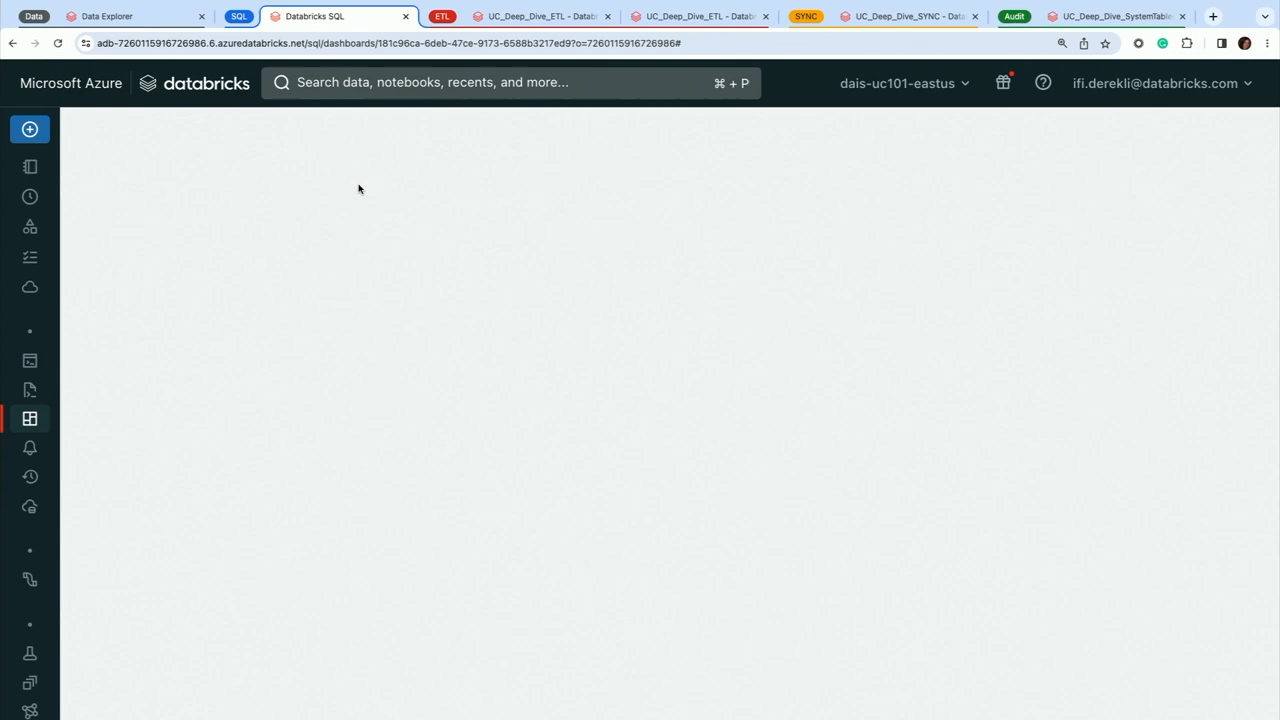 Data
Data Explorer
SQL
Databricks SQL
ETL
UC_Deep_Dive_ETL - Databr
UC_Deep_Dive_ETL - Databr
SYNC
UC_Deep_Dive_SYNC - Data
Audit
UC_Deep_Dive_SystemTable
adb-7260115916726986.6.azuredatabricks.net/sql/dashboards/181c96ca-6deb-47ce-9173-6588b3217ed9?o=7260115916726986#
Microsoft Azure
databricks
Search data, notebooks, recents, and more...
⌘ + P
dais-uc101-eastus
ifi.derekli@databricks.com